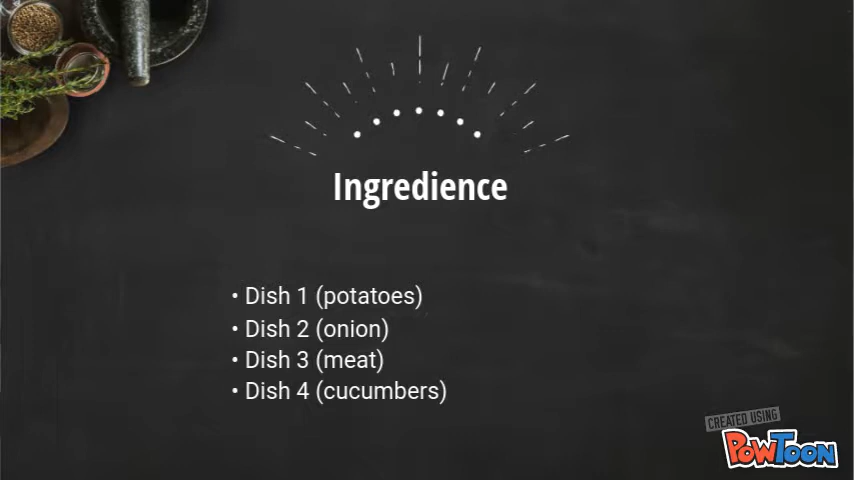 Ingredience
• Dish 1 (potatoes)
• Dish 2 (onion)
• Dish 3 (meat)
• Dish 4 (cucumbers)
CREATED USING
POWTOON